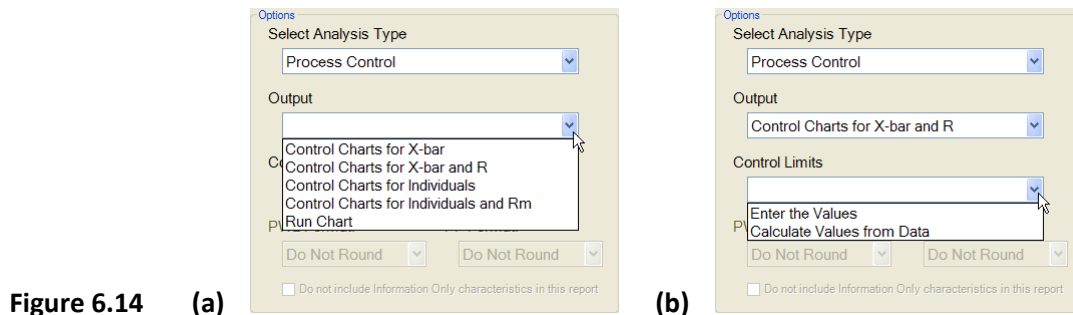 Options
Select Analysis Type
Process Control
Output
Control Charts for X-bar
Control Charts for X-bar and R
Control Charts for Individuals
Control Charts for Individuals and Rm
Run Chart
Do Not Round Do Not Round
Do not include Information Only characteristics in this report
Options
Select Analysis Type
Process Control
Output
Control Charts for X-bar and R
Control Limits
Enter the Values
Calculate Values from Data
Do Not Round Do Not Round
Do not include Information Only characteristics in this report
Figure 6.14 (a) (b)